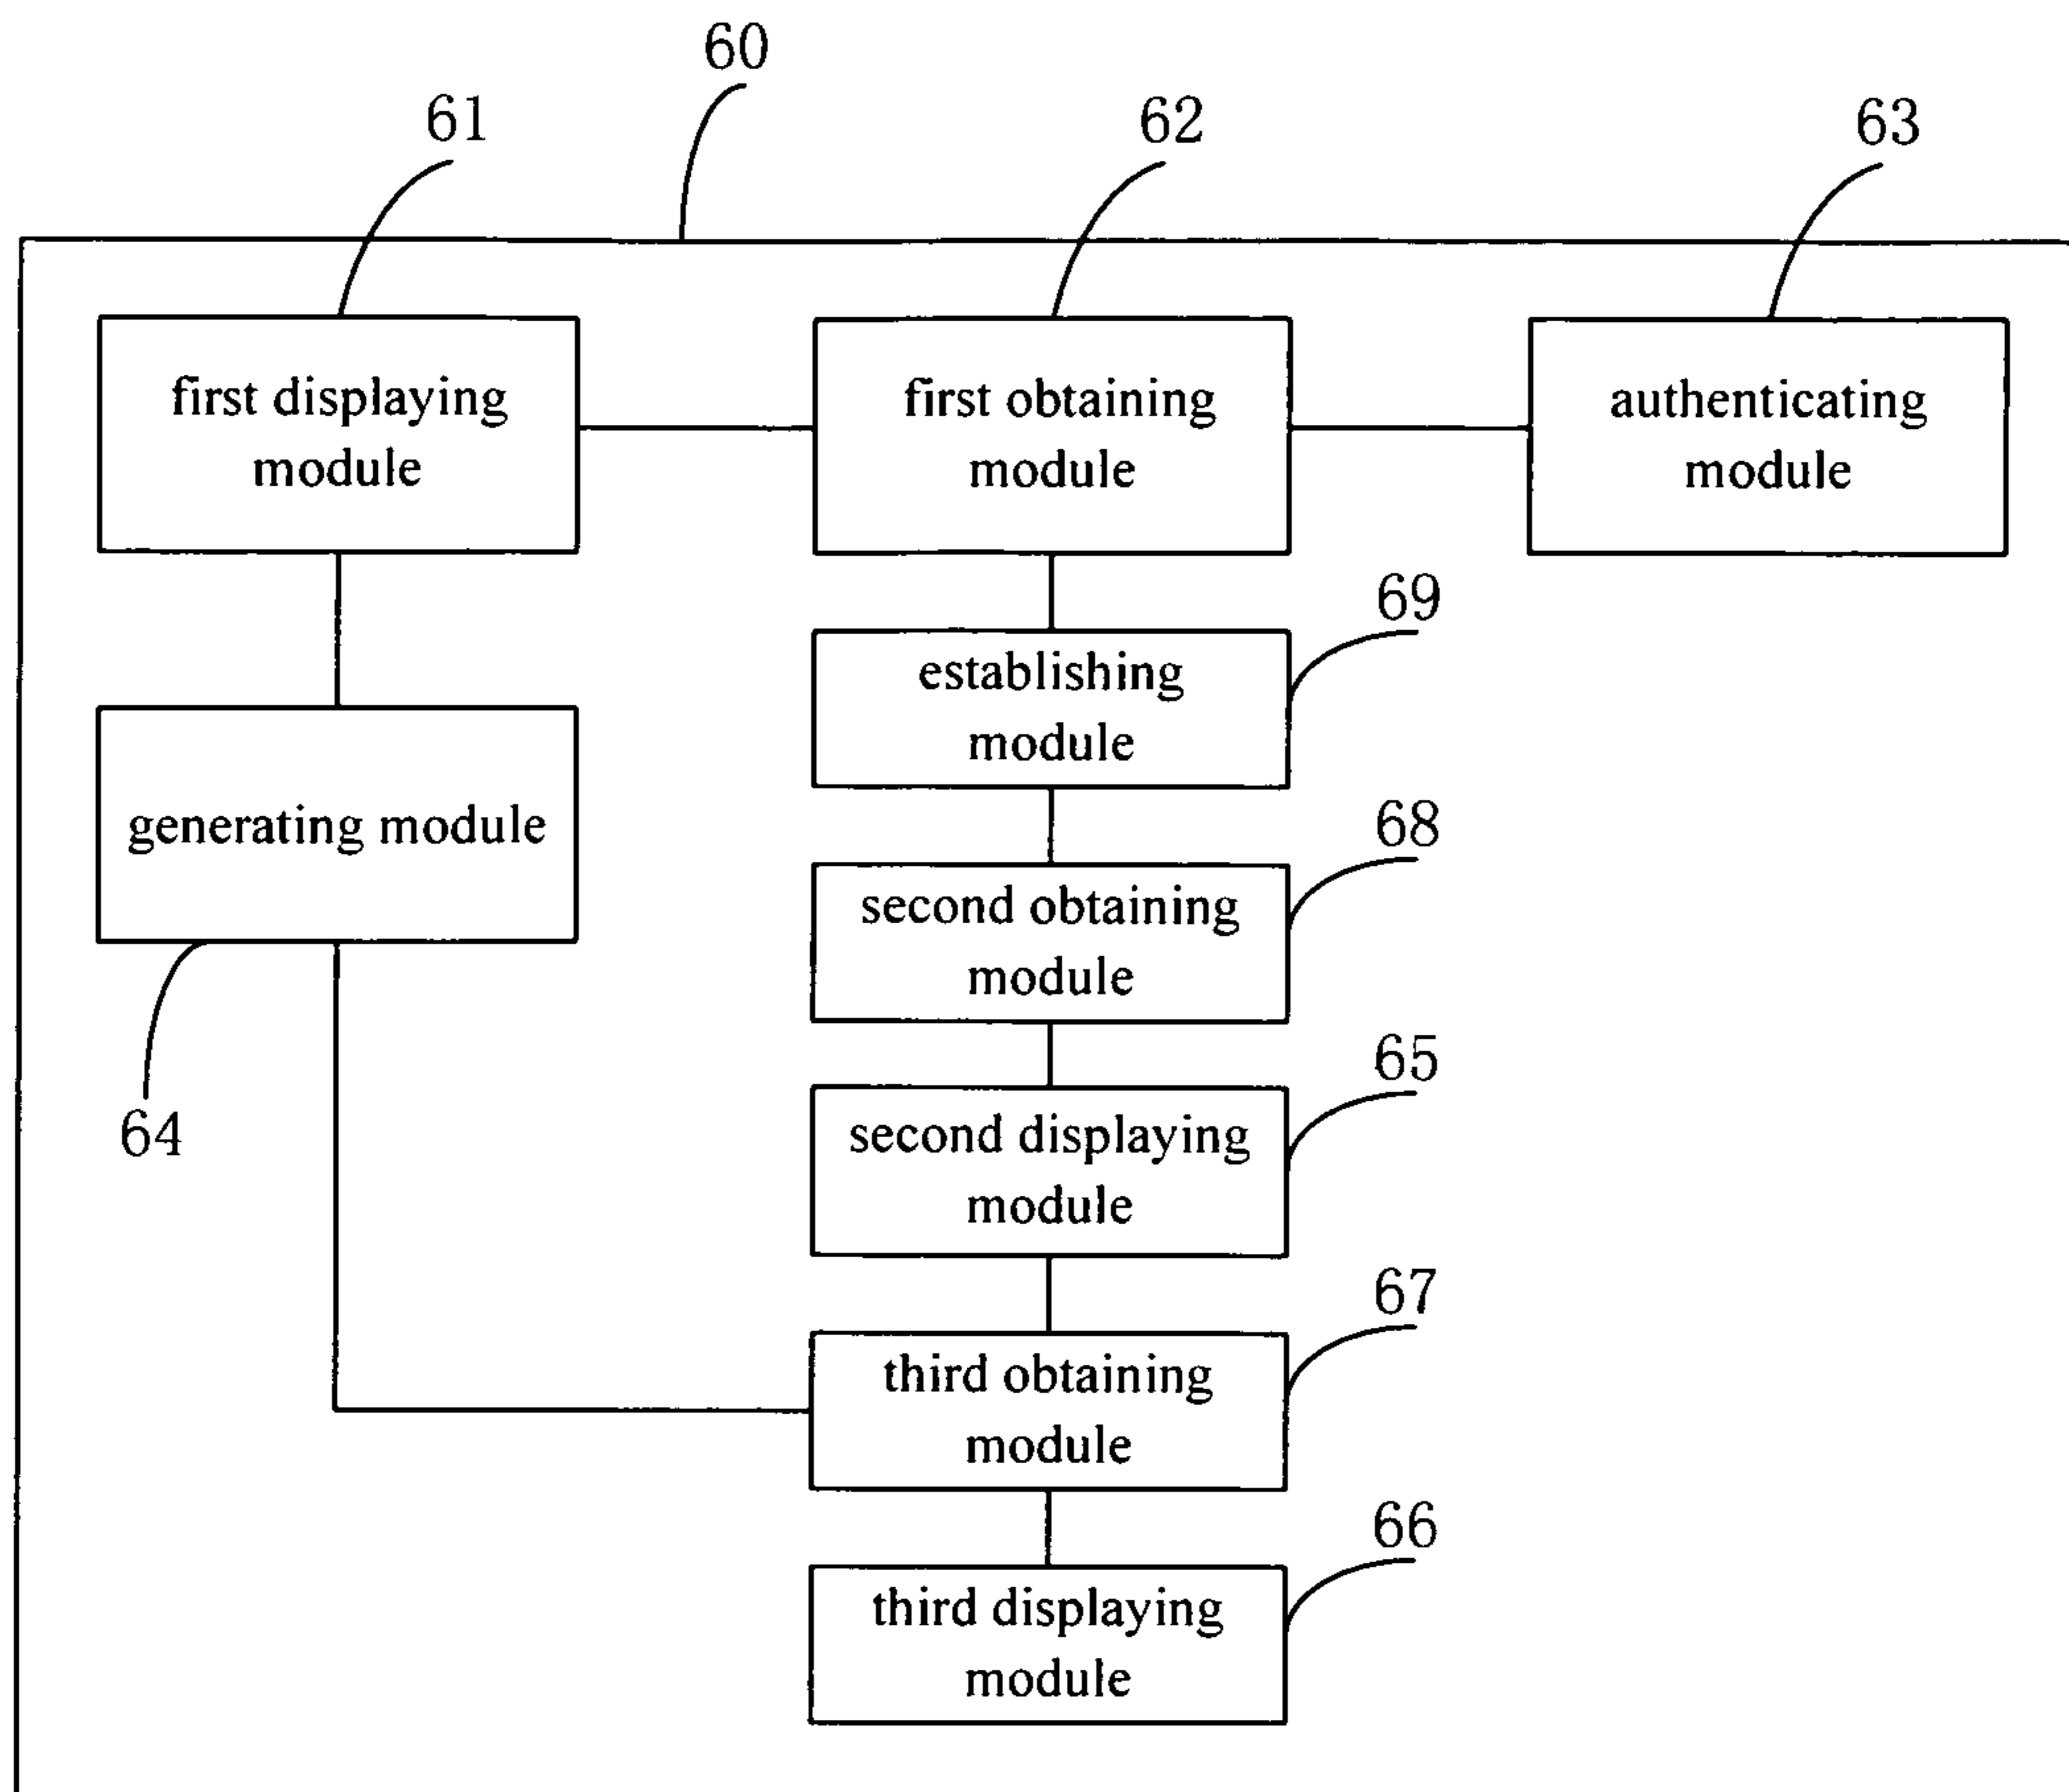 60
61
62
63
first displaying
module
first obtaining
module
authenticating
module
69
establishing
module
generating module
68
second obtaining
module
64
65
second displaying
module
67
third obtaining
module
66
third displaying
module